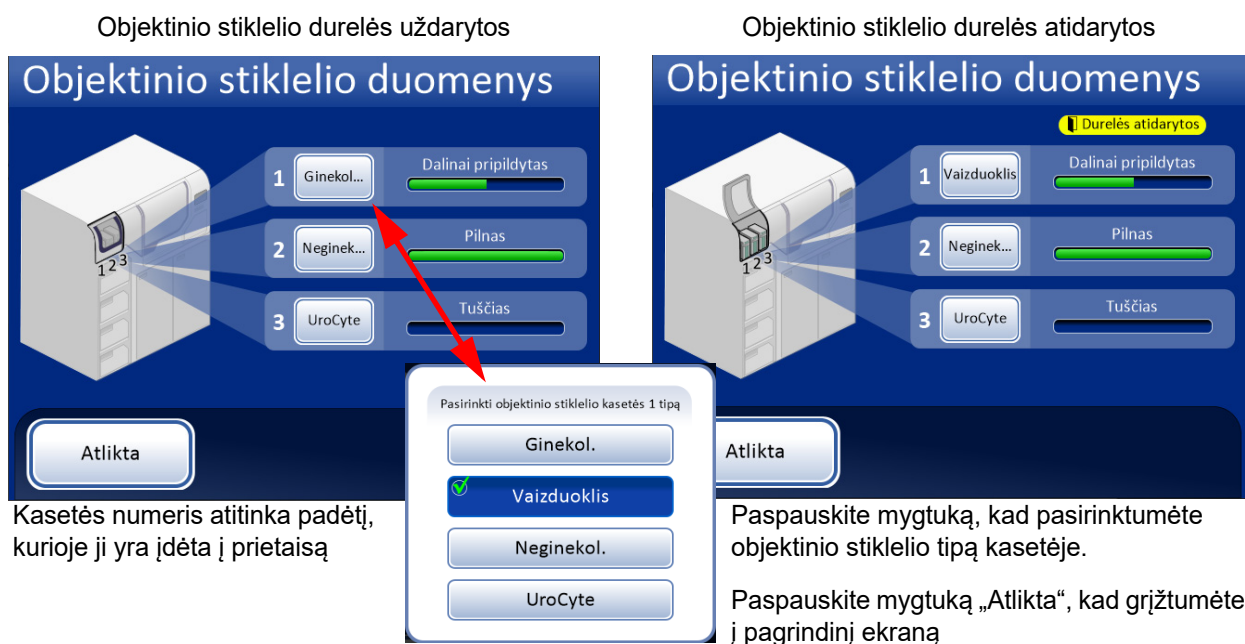 Objektinio stiklelio durelės uždarytos
Objektinio stiklelio duomenys
1 Ginekol... Dalinai pripildytas
2 Neginek... Pilnas
3 UroCyte Tuščias
1 2 3
Atlikta
Objektinio stiklelio durelės atidarytos
Objektinio stiklelio duomenys
Durelės atidarytos
1 Vaizduoklis Dalinai pripildytas
2 Neginek... Pilnas
3 UroCyte Tuščias
1 2 3
Atlikta
Pasirinkti objektinio stiklelio kasetės 1 tipą
Ginekol.
Vaizduoklis
Neginekol.
UroCyte
Kasetės numeris atitinka padėtį,
kurioje ji yra įdėta į prietaisą
Paspauskite mygtuką, kad pasirinktumėte
objektinio stiklelio tipą kasetėje.
Paspauskite mygtuką „Atlikta“, kad grįžtumėte
į pagrindinį ekraną